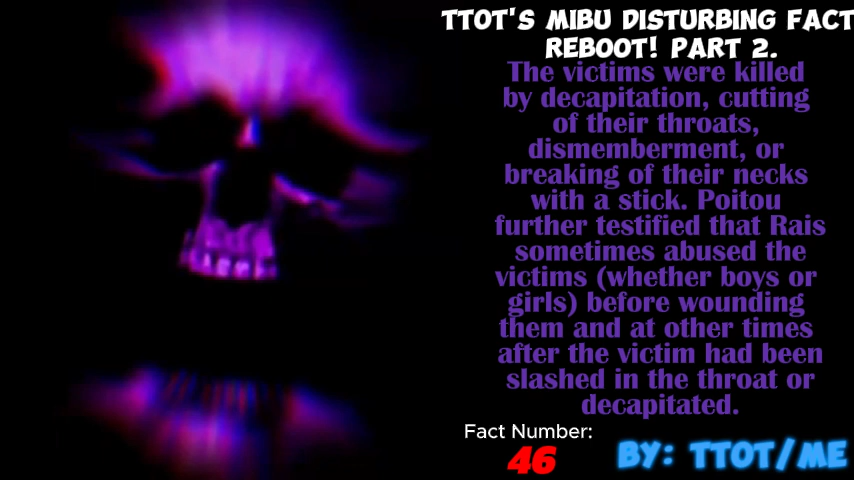 TTOT'S MIBU DISTURBING FACT
REBOOT! PART 2.
The victims were killed
by decapitation, cutting
of their throats,
dismemberment, or
breaking of their necks
with a stick. Poitou
further testified that Rais
sometimes abused the
victims (whether boys or
girls) before wounding
them and at other times
after the victim had been
slashed in the throat or
decapitated.
Fact Number:
46
BY: TTOT/ME